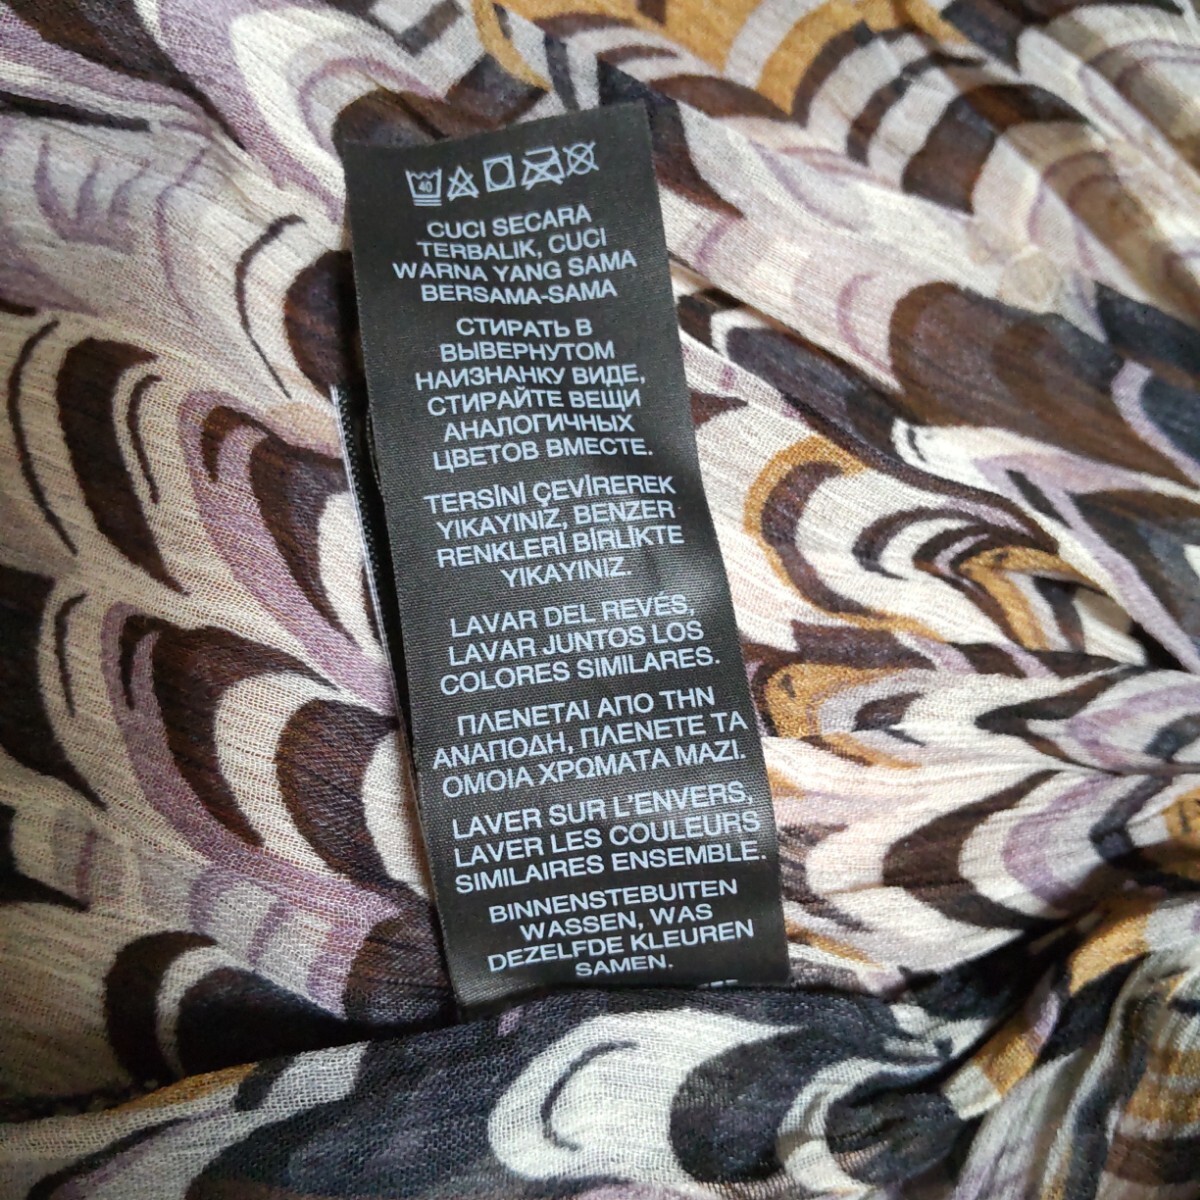 40
CUCI SECARA
TERBALIK, CUCI
WARNA YANG SAMA
BERSAMA-SAMA
СТИРАТЬ В
ВЫВЕРНУТОМ
НАИЗНАНКУ ВИДЕ,
СТИРАЙТЕ ВЕЩИ
АНАЛОГИЧНЫХ
ЦВЕТОВ ВМЕСТЕ.
TERSİNİ ÇEVİREREK
YIKAYINIZ, BENZER
RENKLERİ BİRLIKTE
YIKAYINIZ.
LAVAR DEL REVÉS,
LAVAR JUNTOS LOS
COLORES SIMILARES.
ΠΛΕΝΕΤΑΙ ΑΠΟ ΤΗΝ
ΑΝΑΠΟΔΗ, ΠΛΕΝΕΤΕ ΤΑ
ΟΜΟΙΑ ΧΡΩΜΑΤΑ ΜΑΖΙ.
LAVER SUR L'ENVERS,
LAVER LES COULEURS
SIMILAIRES ENSEMBLE.
BINNENSTEBUITEN
WASSEN, WAS
DEZELFDE KLEUREN
SAMEN.